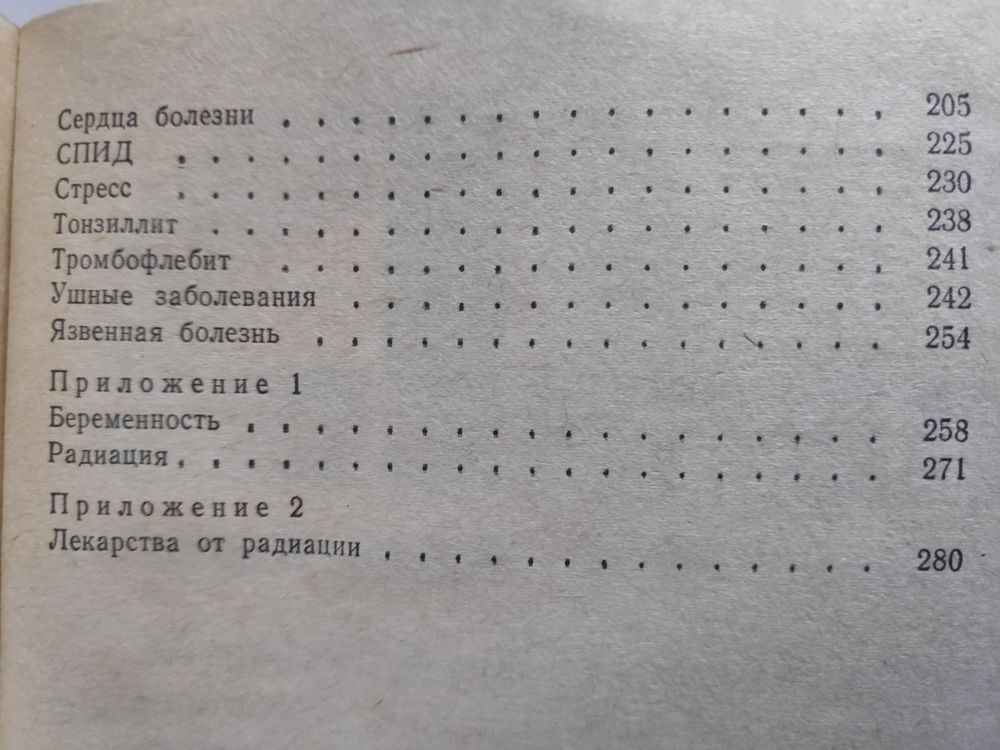 Сердца болезни . . . . . . . . . . . . . . . . . 205
СПИД . . . . . . . . . . . . . . . . . . . . 225
Стресс . . . . . . . . . . . . . . . . . . . . 230
Тонзиллит . . . . . . . . . . . . . . . . . . . 238
Тромбофлебит . . . . . . . . . . . . . . . . . 241
Ушные заболевания . . . . . . . . . . . . . . . 242
Язвенная болезнь . . . . . . . . . . . . . . . . 254
Приложение 1
Беременность . . . . . . . . . . . . . . . . . . 258
Радиация . . . . . . . . . . . . . . . . . . . . 271
Приложение 2
Лекарства от радиации . . . . . . . . . . . . . . 280